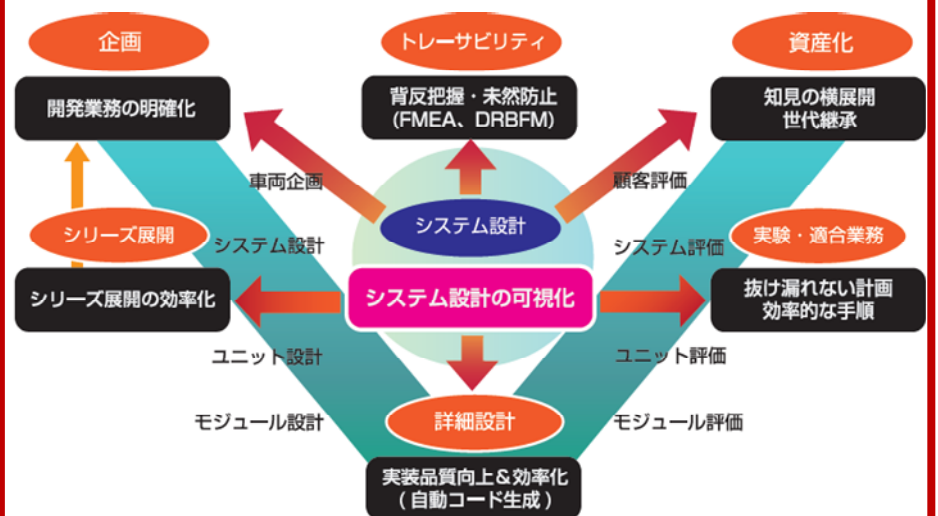 企画
トレーサビリティ
資産化
開発業務の明確化
背反把握・未然防止
(FMEA、DRBFM)
知見の横展開
世代継承
車両企画
顧客評価
システム設計
シリーズ展開
システム設計
システム評価
実験・適合業務
シリーズ展開の効率化
システム設計の可視化
抜け漏れない計画
効率的な手順
ユニット設計
ユニット評価
モジュール設計
詳細設計
モジュール評価
実装品質向上&効率化
(自動コード生成)